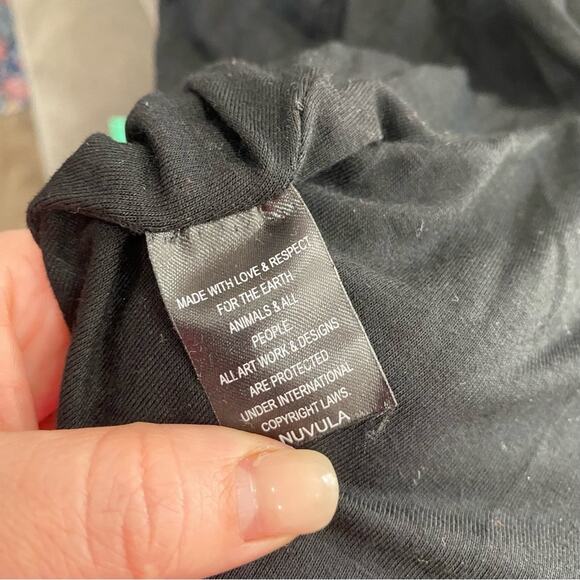 MADE WITH LOVE & RESPECT
FOR THE EARTH
ANIMALS & ALL
PEOPLE.
ALL ART WORK & DESIGNS
ARE PROTECTED
UNDER INTERNATIONAL
COPYRIGHT LAWS.
NUVULA